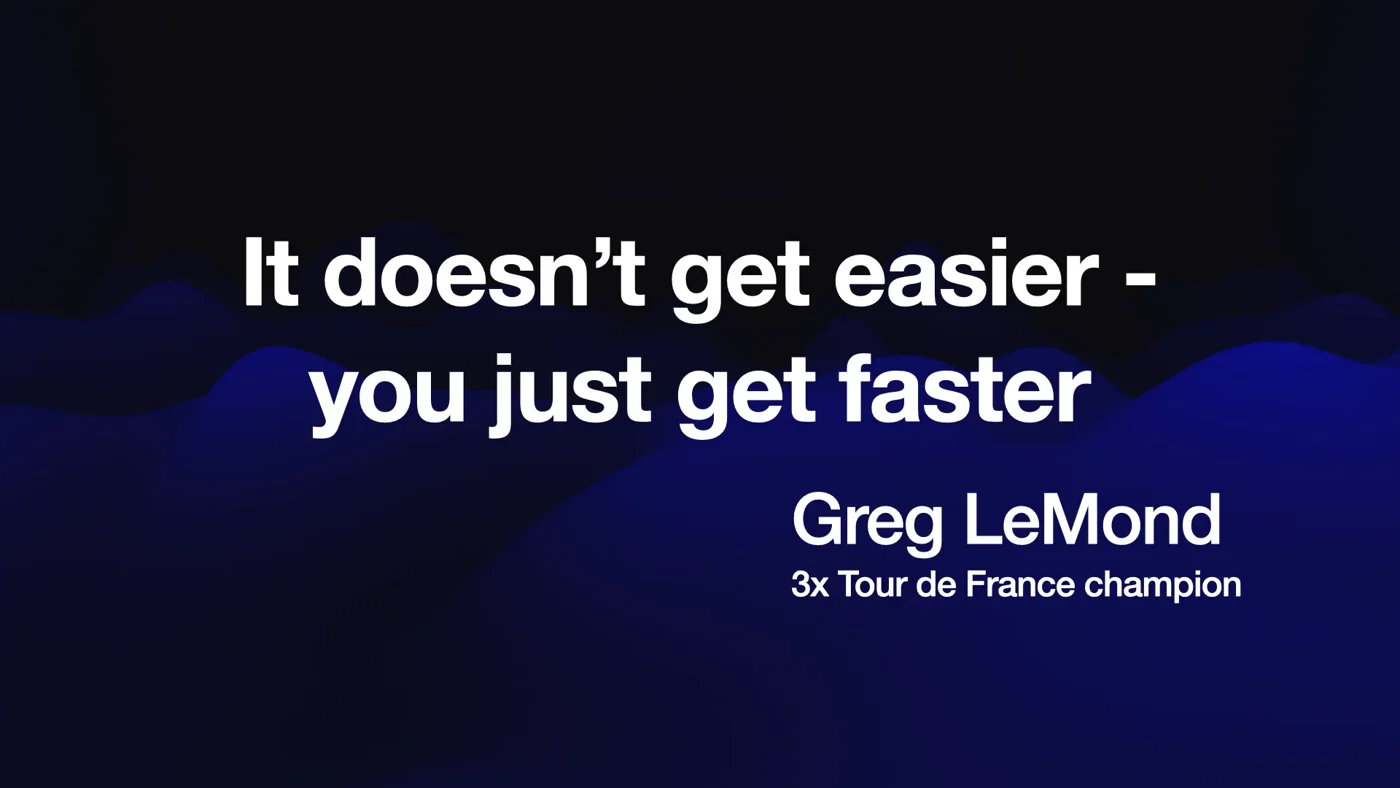 It doesn’t get easier -
you just get faster
Greg LeMond
3x Tour de France champion